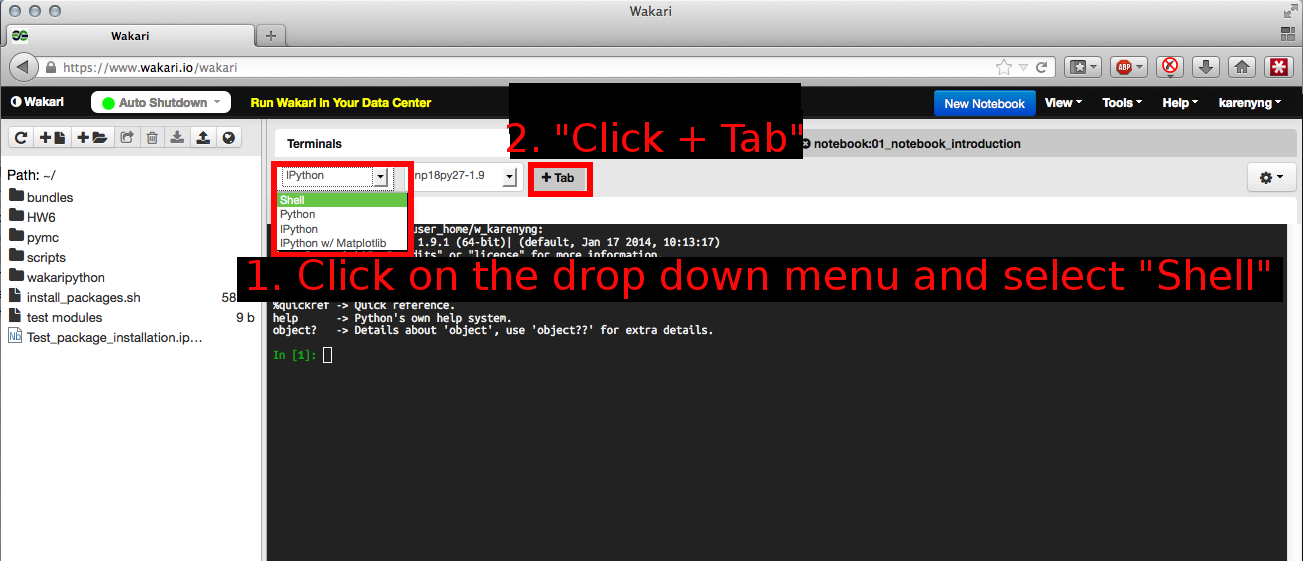 Wakari
Wakari
https://www.wakari.io/wakari
ABP
Wakari
Auto Shutdown
Run Wakari in Your Data Center
New Notebook
View
Tools
Help
karenyng
2. "Click + Tab"
Terminals
notebook:01_notebook_introduction
IPython
np18py27-1.9
+ Tab
Shell
Python
IPython
IPython w/ Matplotlib
Path: ~/
bundles
HW6
pymc
scripts
wakaripython
install_packages.sh 58
test modules 9 b
Test_package_installation.ip...
user_home/w_karenyng:
1.9.1 (64-bit)| (default, Jan 17 2014, 10:13:17)
" or "license" for more information.
1. Click on the drop down menu and select "Shell"
%quickref -> Quick reference.
help -> Python's own help system.
object? -> Details about 'object', use 'object??' for extra details.
In [1]: